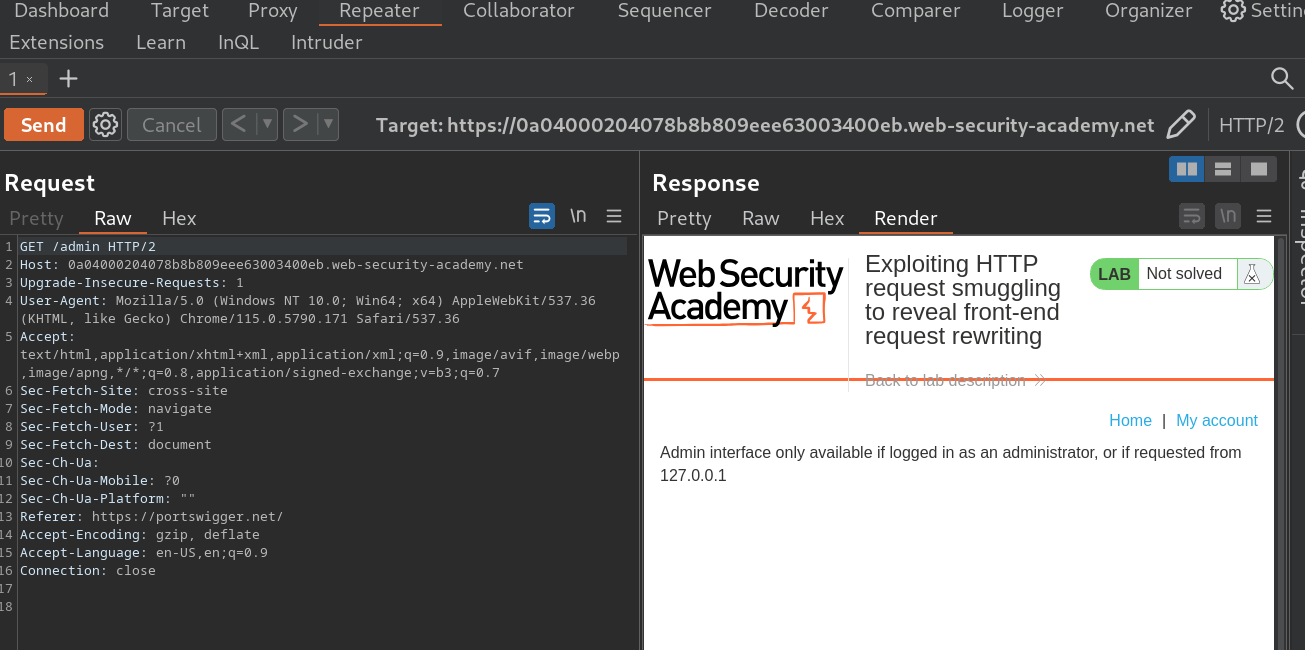 Dashboard Target Proxy Repeater Collaborator Sequencer Decoder Comparer Logger Organizer Settin
Extensions Learn InQL Intruder
1 × +
Send Cancel < > Target: https://0a04000204078b8b809eee63003400eb.web-security-academy.net HTTP/2
Request
Pretty Raw Hex \n
1 GET /admin HTTP/2
2 Host: 0a04000204078b8b809eee63003400eb.web-security-academy.net
3 Upgrade-Insecure-Requests: 1
4 User-Agent: Mozilla/5.0 (Windows NT 10.0; Win64; x64) AppleWebKit/537.36
(KHTML, like Gecko) Chrome/115.0.5790.171 Safari/537.36
5 Accept:
text/html,application/xhtml+xml,application/xml;q=0.9,image/avif,image/webp
,image/apng,*/*;q=0.8,application/signed-exchange;v=b3;q=0.7
6 Sec-Fetch-Site: cross-site
7 Sec-Fetch-Mode: navigate
8 Sec-Fetch-User: ?1
9 Sec-Fetch-Dest: document
10 Sec-Ch-Ua:
11 Sec-Ch-Ua-Mobile: ?0
12 Sec-Ch-Ua-Platform: ""
13 Referer: https://portswigger.net/
14 Accept-Encoding: gzip, deflate
15 Accept-Language: en-US,en;q=0.9
16 Connection: close
17
18
Response
Pretty Raw Hex Render \n
Web Security
Academy
Exploiting HTTP
request smuggling
to reveal front-end
request rewriting
Back to lab description
LAB Not solved
Home | My account
Admin interface only available if logged in as an administrator, or if requested from
127.0.0.1